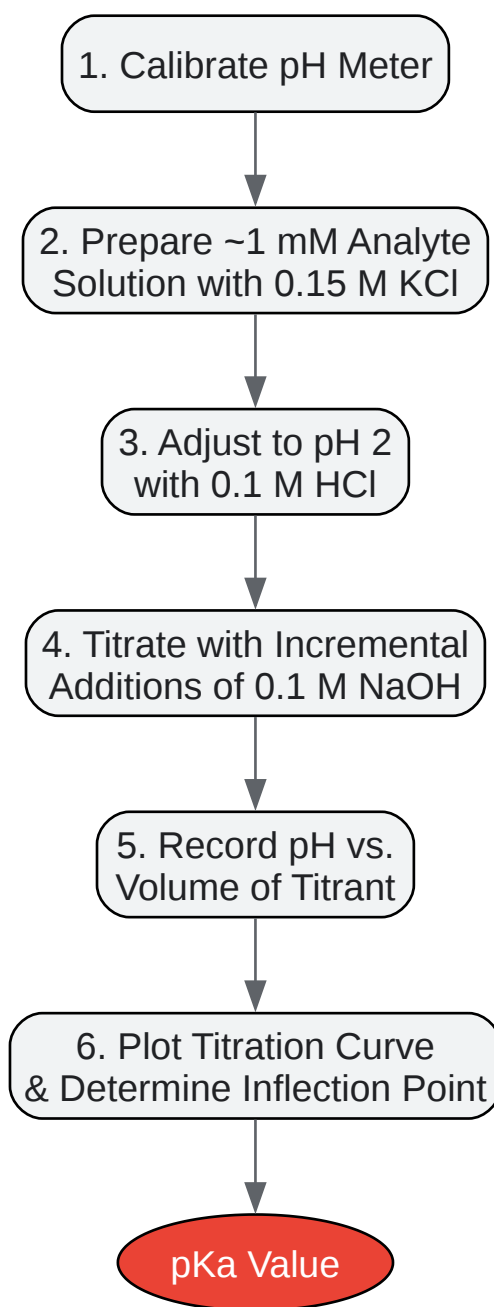 1. Calibrate pH Meter
2. Prepare ~1 mM Analyte
Solution with 0.15 M KCl
3. Adjust to pH 2
with 0.1 M HCl
4. Titrate with Incremental
Additions of 0.1 M NaOH
5. Record pH vs.
Volume of Titrant
6. Plot Titration Curve
& Determine Inflection Point
pKa Value